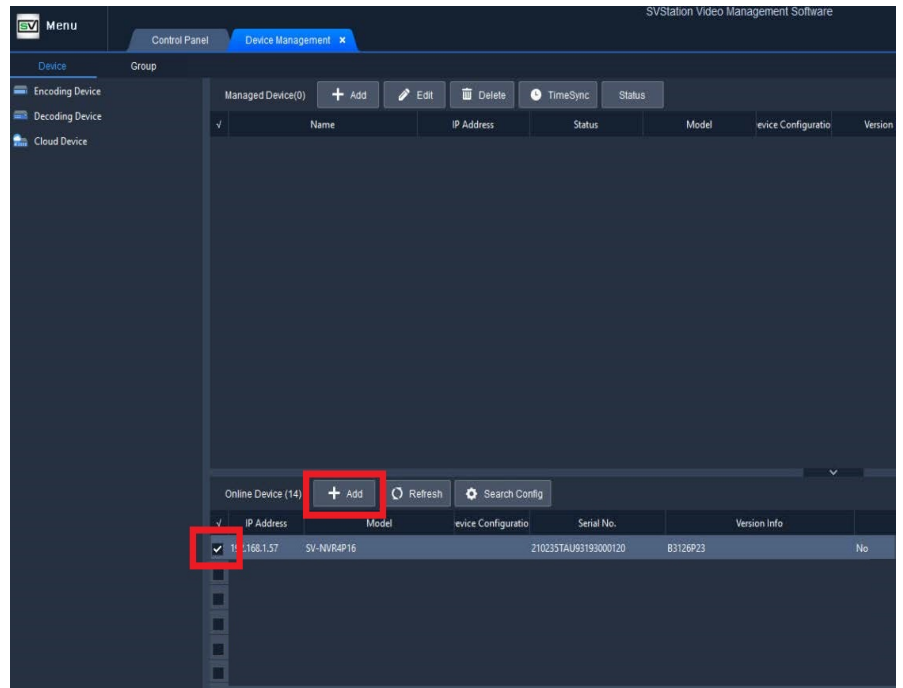 SVStation Video Management Software
SV Menu
Control Panel Device Management ×
Device Group
Encoding Device
Decoding Device
Cloud Device
Managed Device(0) + Add Edit Delete TimeSync Status
√ Name IP Address Status Model evice Configuratio Version
Online Device (14) + Add Refresh Search Config
√ IP Address Model evice Configuratio Serial No. Version Info
.168.1.57 SV-NVR4P16 210235TAU93193000120 B3126P23 No